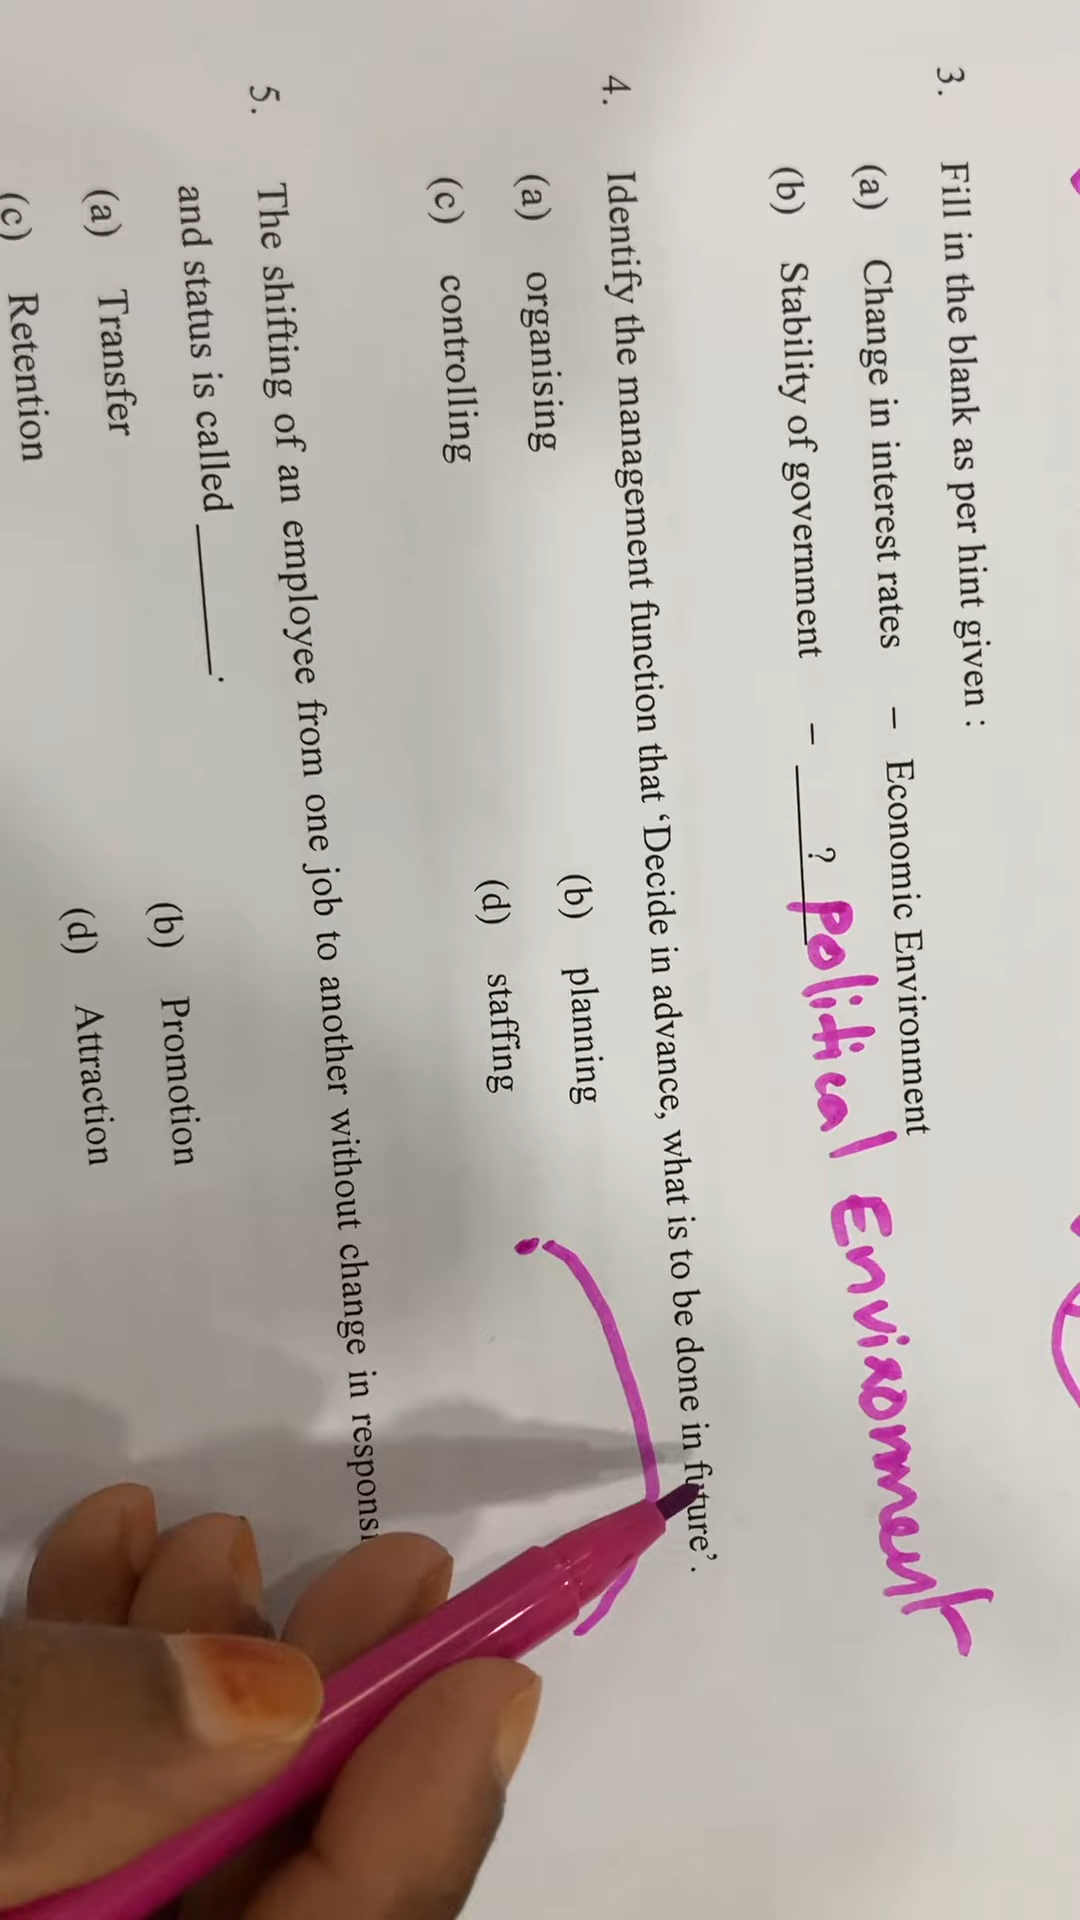 3. Fill in the blank as per hint given :
(a) Change in interest rates – Economic Environment
(b) Stability of government – ? Political Environment
4. Identify the management function that ‘Decide in advance, what is to be done in future’.
(a) organising (b) planning
(c) controlling (d) staffing
5. The shifting of an employee from one job to another without change in
and status is called ______.
(a) Transfer (b) Promotion
(c) Retention (d) Attraction